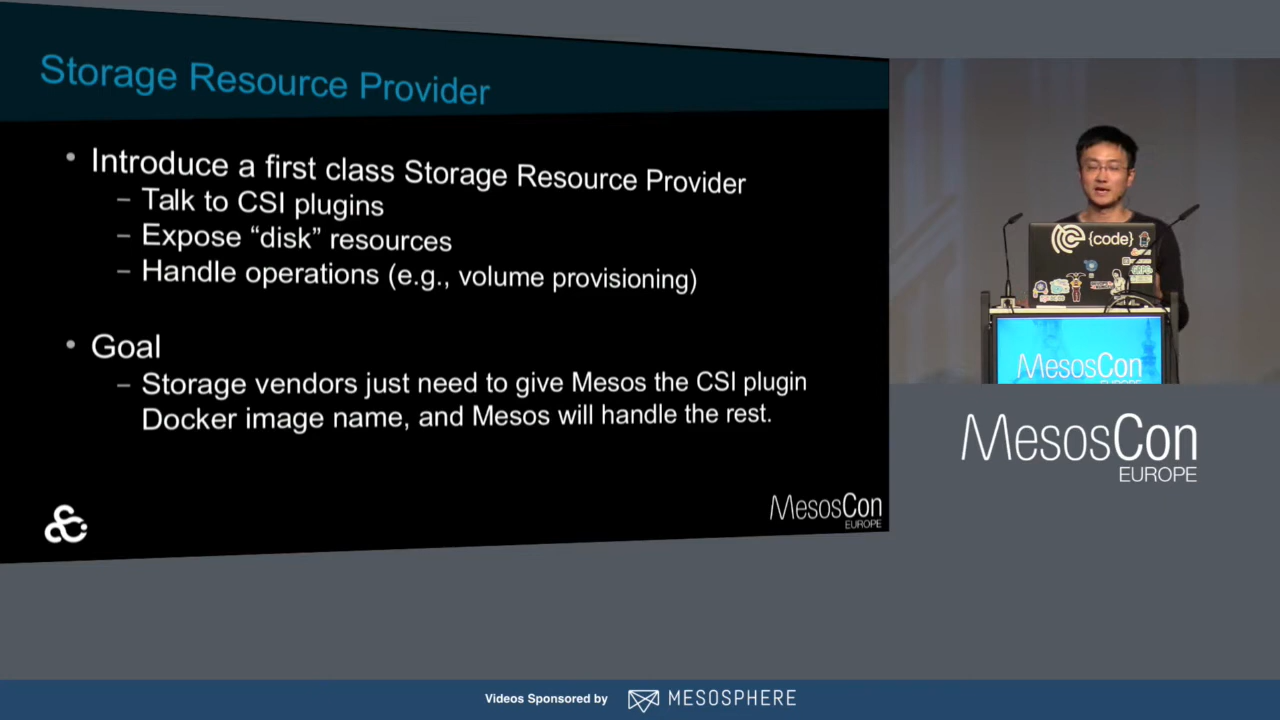 Storage Resource Provider
• Introduce a first class Storage Resource Provider
– Talk to CSI plugins
– Expose “disk” resources
– Handle operations (e.g., volume provisioning)
• Goal
– Storage vendors just need to give Mesos the CSI plugin
Docker image name, and Mesos will handle the rest.
MesosCon
EUROPE
{code}
MesosCon
MesosCon
EUROPE
Videos Sponsored by MESOSPHERE